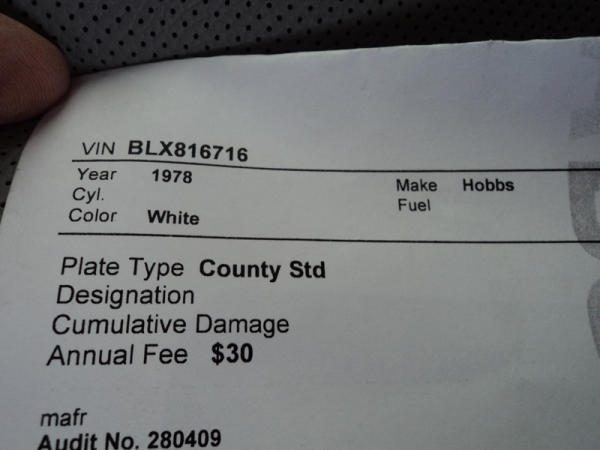 VIN BLX816716
Year 1978
Make Hobbs
Cyl.
Fuel
Color White
Plate Type County Std
Designation
Cumulative Damage
Annual Fee $30
mafr
Audit No. 280409